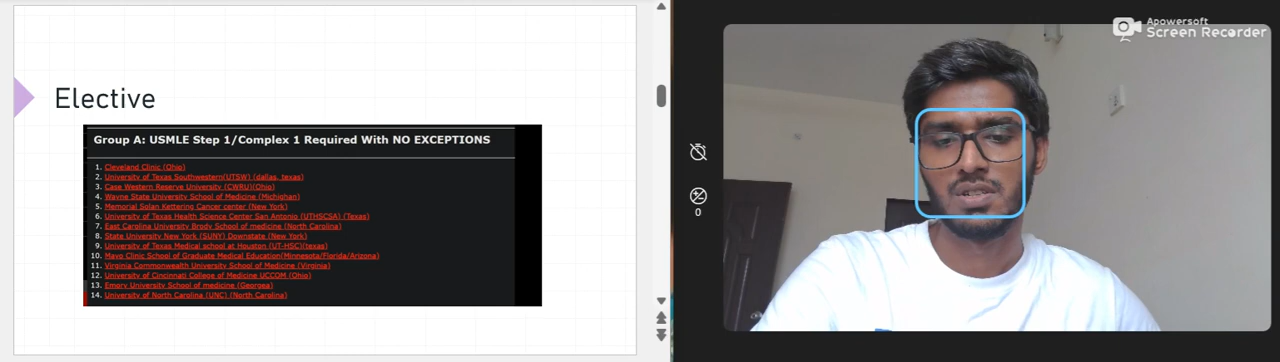 Elective
Group A: USMLE Step 1/Complex 1 Required With NO EXCEPTIONS
1. Cleveland Clinic (Ohio)
2. University of Texas Southwestern(UTSW) (dallas, texas)
3. Case Western Reserve University (CWRU)(Ohio)
4. Wayne State University School of Medicine (Michighan)
5. Memorial Solan Kettering Cancer center (New York)
6. University of Texas Health Science Center San Antonio (UTHSCSA) (Texas)
7. East Carolina University Brody School of medicine (North Carolina)
8. State University New York (SUNY) Downstate (New York)
9. University of Texas Medical school at Houston (UT-HSC)(texas)
10. Mayo Clinic School of Graduate Medical Education(Minnesota/Florida/Arizona)
11. Virginia Commonwealth University School of Medicine (Virginia)
12. University of Cincinnati College of Medicine UCCOM (Ohio)
13. Emory University School of medicine (Georgea)
14. University of North Carolina (UNC) (North Carolina)
0
Apowersoft
Screen Recorder